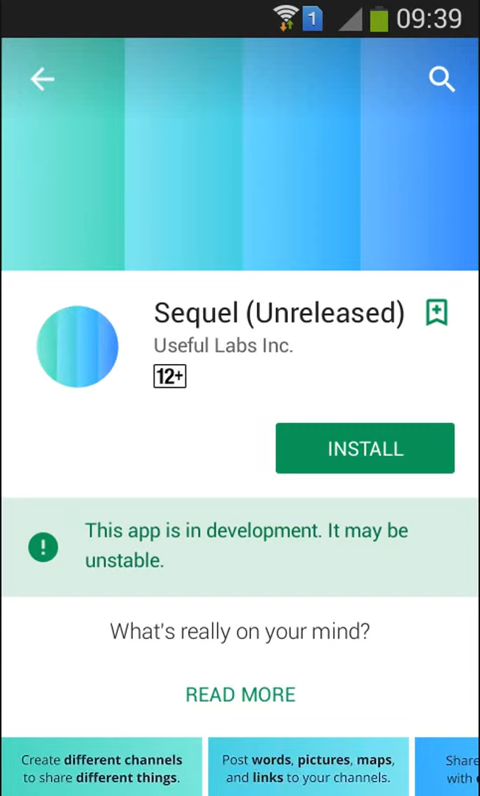 1 09:39
Sequel (Unreleased)
Useful Labs Inc.
12+
INSTALL
This app is in development. It may be
unstable.
What's really on your mind?
READ MORE
Create different channels
to share different things.
Post words, pictures, maps,
and links to your channels.
Share
with